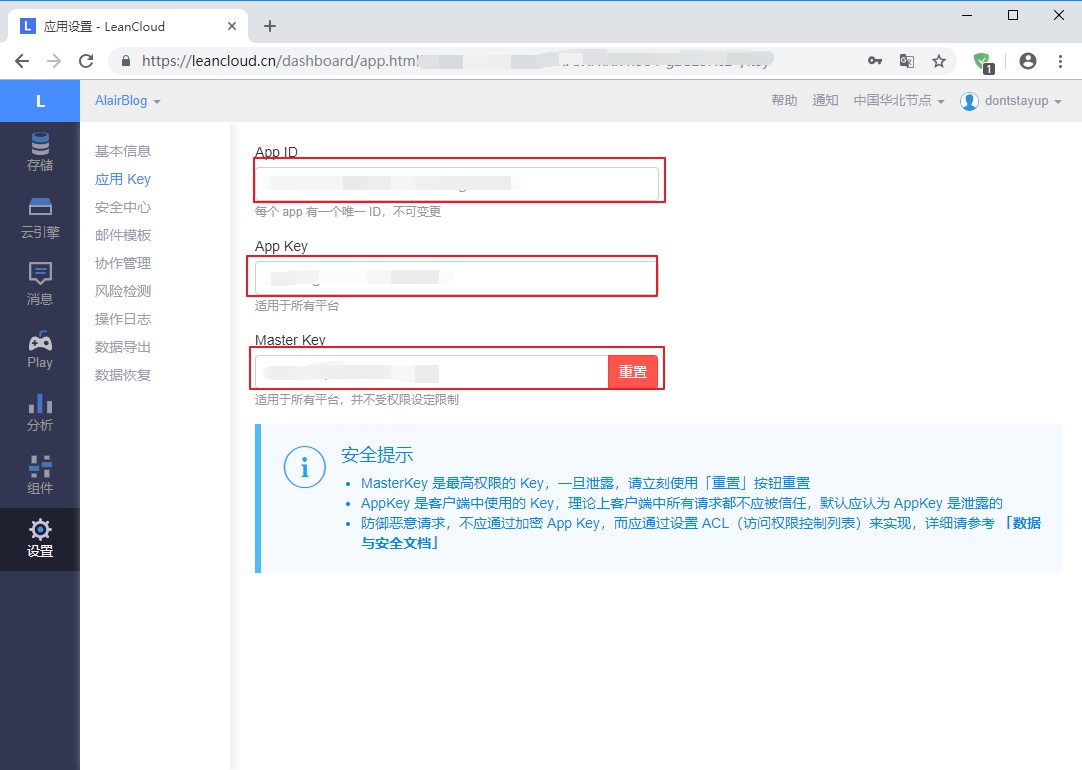 L 应用设置 - LeanCloud
https://leancloud.cn/dashboard/app.html
1
L
AlairBlog
帮助 通知 中国华北节点 dontstayup
存储
云引擎
消息
Play
分析
组件
设置
基本信息
应用 Key
安全中心
邮件模板
协作管理
风险检测
操作日志
数据导出
数据恢复
App ID
每个 app 有一个唯一 ID，不可变更
App Key
适用于所有平台
Master Key
重置
适用于所有平台，并不受权限设定限制
安全提示
• MasterKey 是最高权限的 Key，一旦泄露，请立刻使用「重置」按钮重置
• AppKey 是客户端中使用的 Key，理论上客户端中所有请求都不应被信任，默认应认为 AppKey 是泄露的
• 防御恶意请求，不应通过加密 App Key，而应通过设置 ACL（访问权限控制列表）来实现，详细请参考「数据
与安全文档」